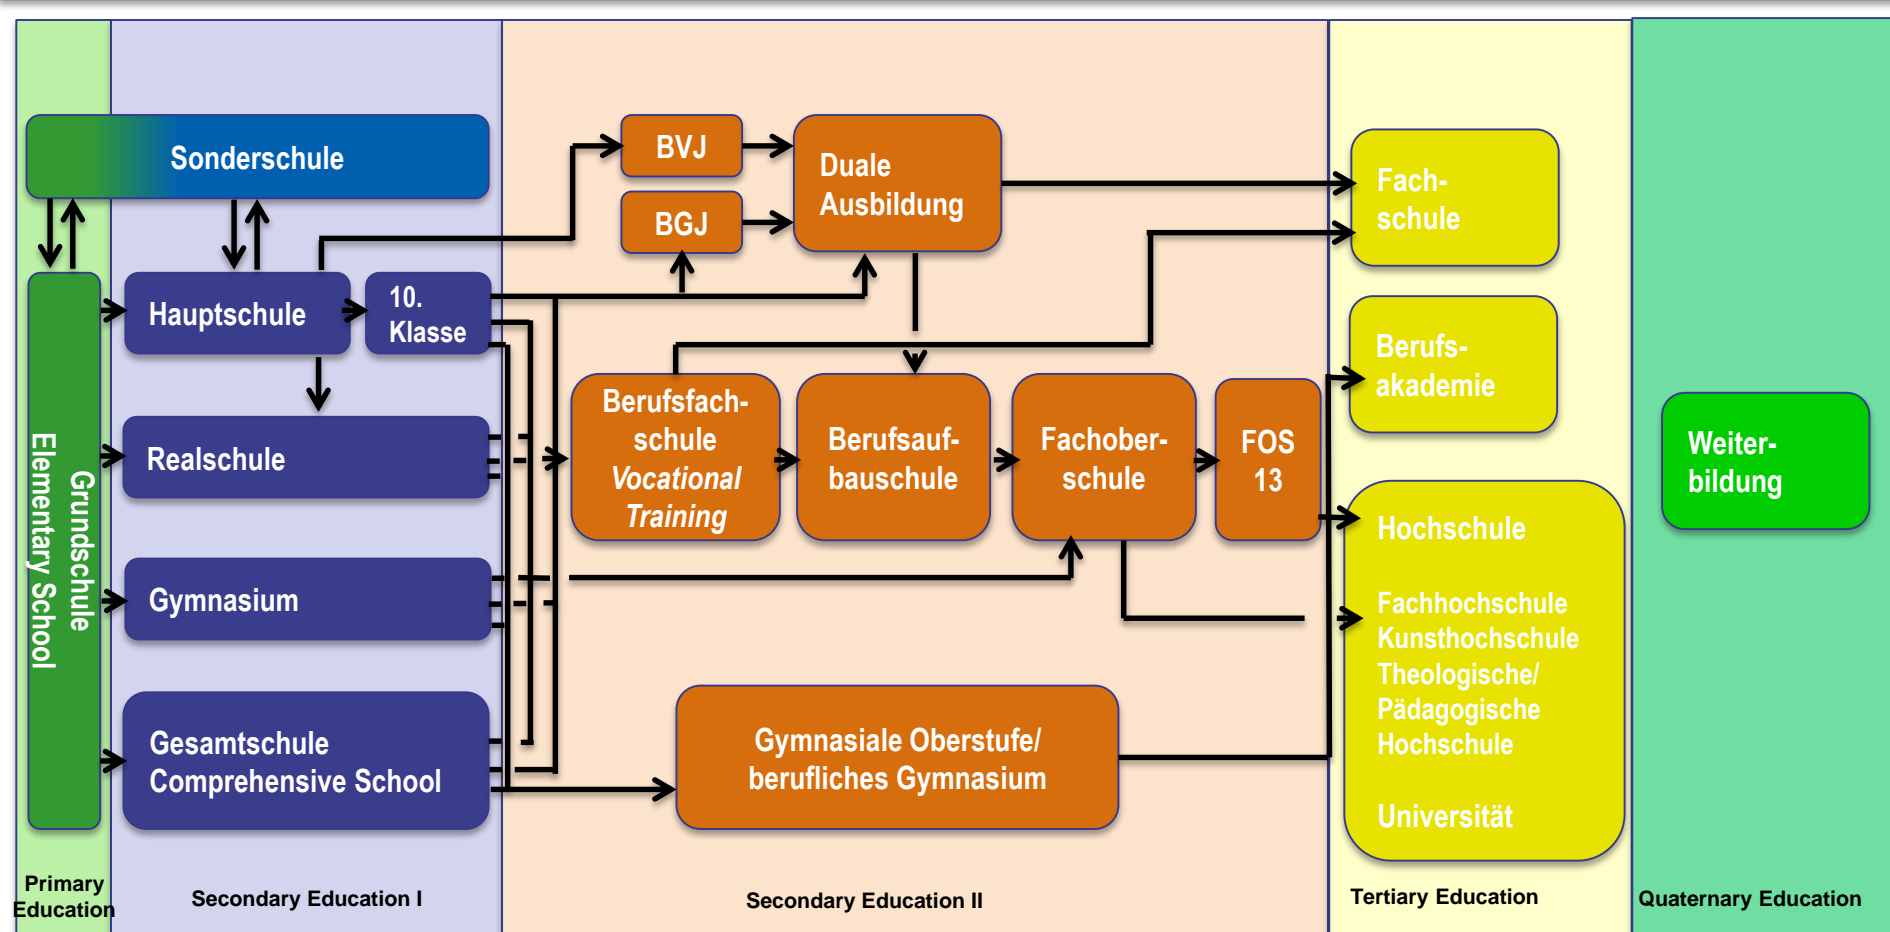 Sonderschule
BVJ
BGJ
Duale
Ausbildung
Fach-
schule
Hauptschule
10.
Klasse
Berufs-
akademie
Grundschule
Elementary School
Realschule
Berufsfach-
schule
Vocational
Training
Berufsauf-
bauschule
Fachober-
schule
FOS
13
Weiter-
bildung
Gymnasium
Hochschule
Fachhochschule
Kunsthochschule
Theologische/
Pädagogische
Hochschule
Universität
Gesamtschule
Comprehensive School
Gymnasiale Oberstufe/
berufliches Gymnasium
Primary
Education
Secondary Education I
Secondary Education II
Tertiary Education
Quaternary Education